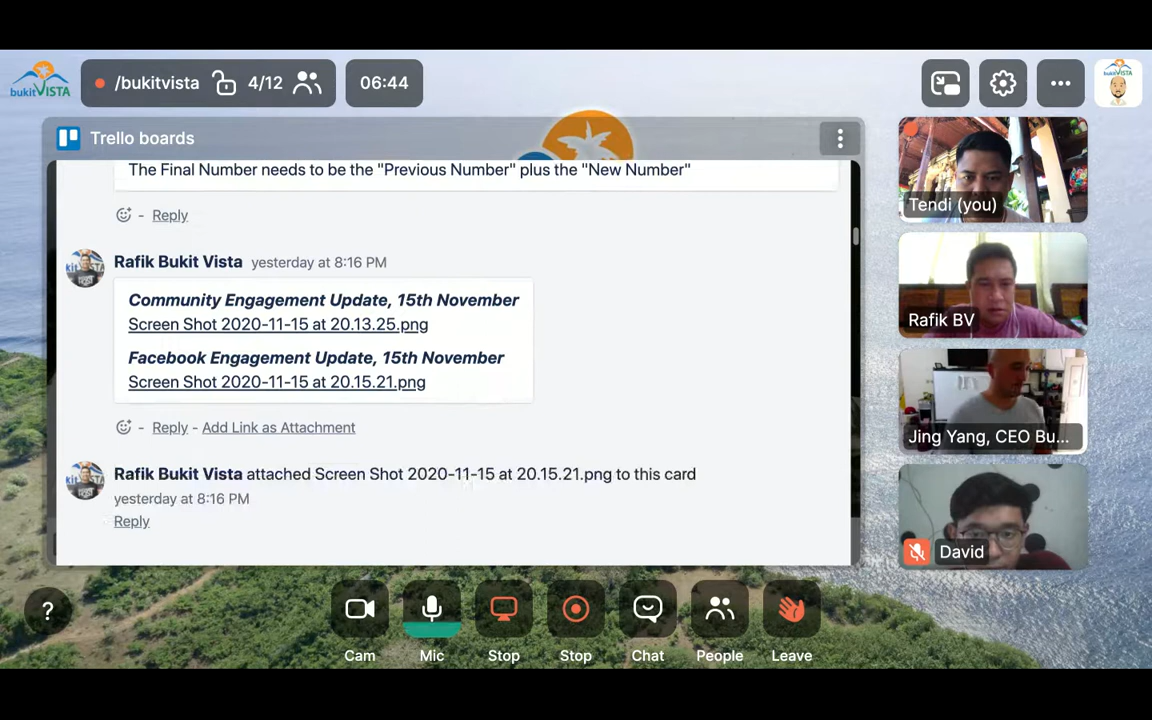 bukitVISTA
/bukitvista
4/12
06:44
bukitVISTA
Trello boards
The Final Number needs to be the "Previous Number" plus the "New Number"
- Reply
Rafik Bukit Vista yesterday at 8:16 PM
Community Engagement Update, 15th November
Screen Shot 2020-11-15 at 20.13.25.png
Facebook Engagement Update, 15th November
Screen Shot 2020-11-15 at 20.15.21.png
- Reply - Add Link as Attachment
Rafik Bukit Vista attached Screen Shot 2020-11-15 at 20.15.21.png to this card
yesterday at 8:16 PM
Reply
Tendi (you)
Rafik BV
Jing Yang, CEO Bu...
David
?
Cam
Mic
Stop
Stop
Chat
People
Leave